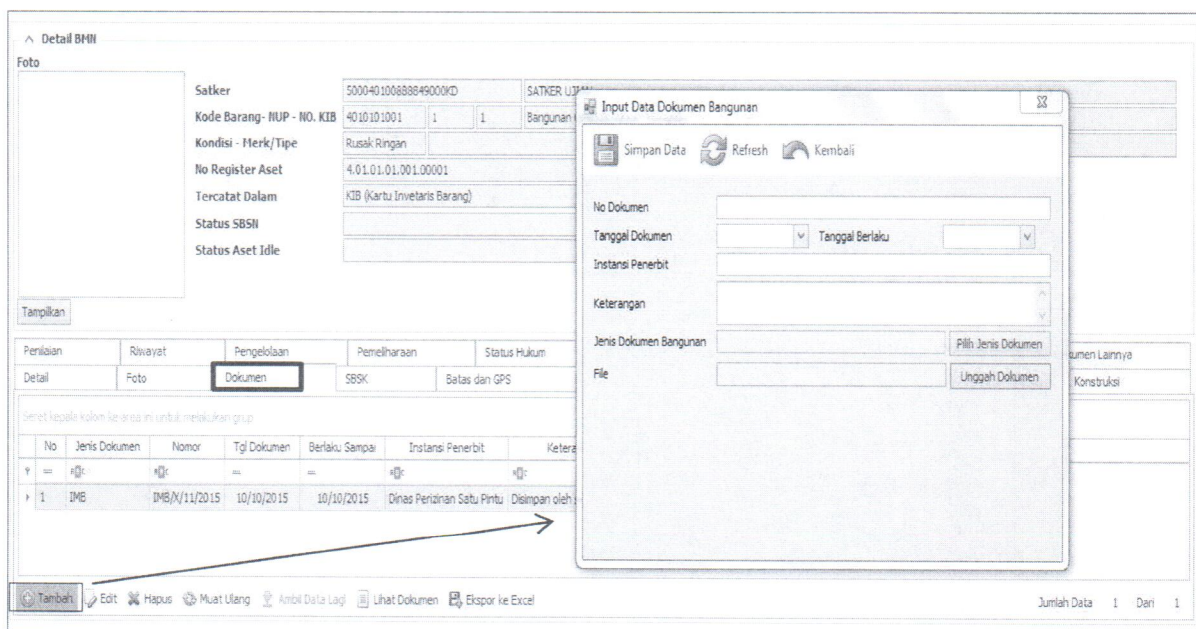 Detail BMN
Foto
Satker 500040100888849000KD SATKER
Kode Barang- NUP - NO. KIB 4010101001 1 1 Bangunan
Kondisi - Merk/Tipe Rusak Ringan
No Register Aset 4.01.01.01.001.00001
Tercatat Dalam KIB (Kartu Invetaris Barang)
Status SBSN
Status Aset Idle
Tampilkan
Penilaian Riwayat Pengelolaan Pemeliharaan Status Hukum Lainnya
Detail Foto Dokumen SBSK Batas dan GPS Konstruksi
Seret kepala kolom ke area ini untuk melakukan grup
No Jenis Dokumen Nomor Tgl Dokumen Berlaku Sampai Instansi Penerbit
1 IMB IMB/X/11/2015 10/10/2015 10/10/2015 Dinas Perizinan Satu Pintu Disimpan oleh
Tambah Edit Hapus Muat Ulang Ambil Data Lagi Lihat Dokumen Ekspor ke Excel Jumlah Data 1 Dari 1
Input Data Dokumen Bangunan
Simpan Data Refresh Kembali
No Dokumen
Tanggal Dokumen Tanggal Berlaku
Instansi Penerbit
Keterangan
Jenis Dokumen Bangunan Pilih Jenis Dokumen
File Unggah Dokumen